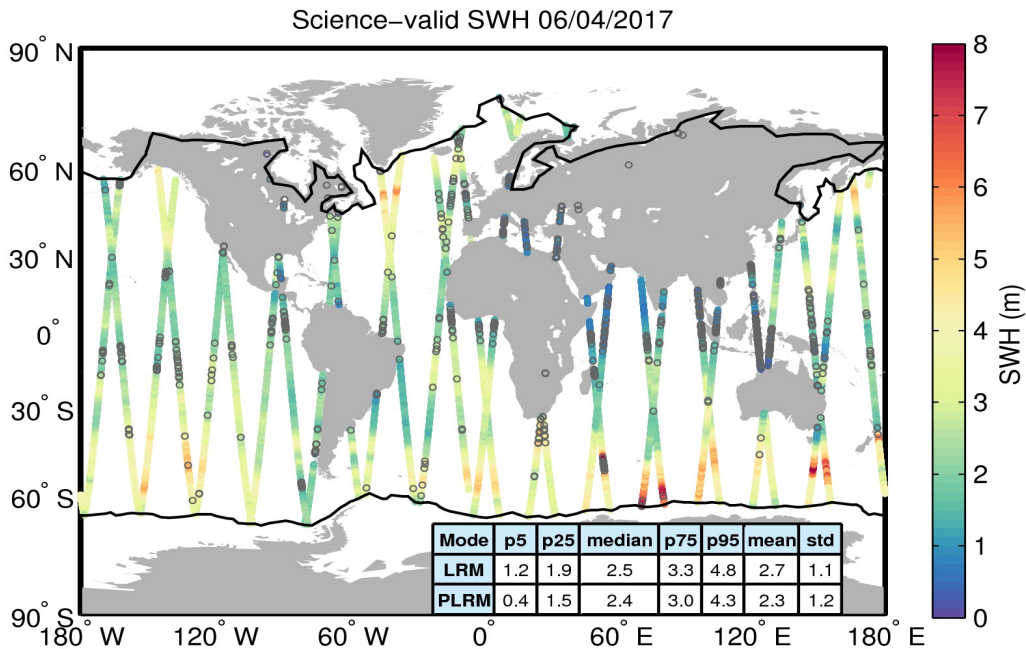 Science−valid SWH 06/04/2017
90° N
60° N
30° N
0°
30° S
60° S
90° S
180° W
120° W
60° W
0°
60° E
120° E
180° E
8
7
6
5
4
3
2
1
0
SWH (m)
Mode p5 p25 median p75 p95 mean std
LRM 1.2 1.9 2.5 3.3 4.8 2.7 1.1
PLRM 0.4 1.5 2.4 3.0 4.3 2.3 1.2